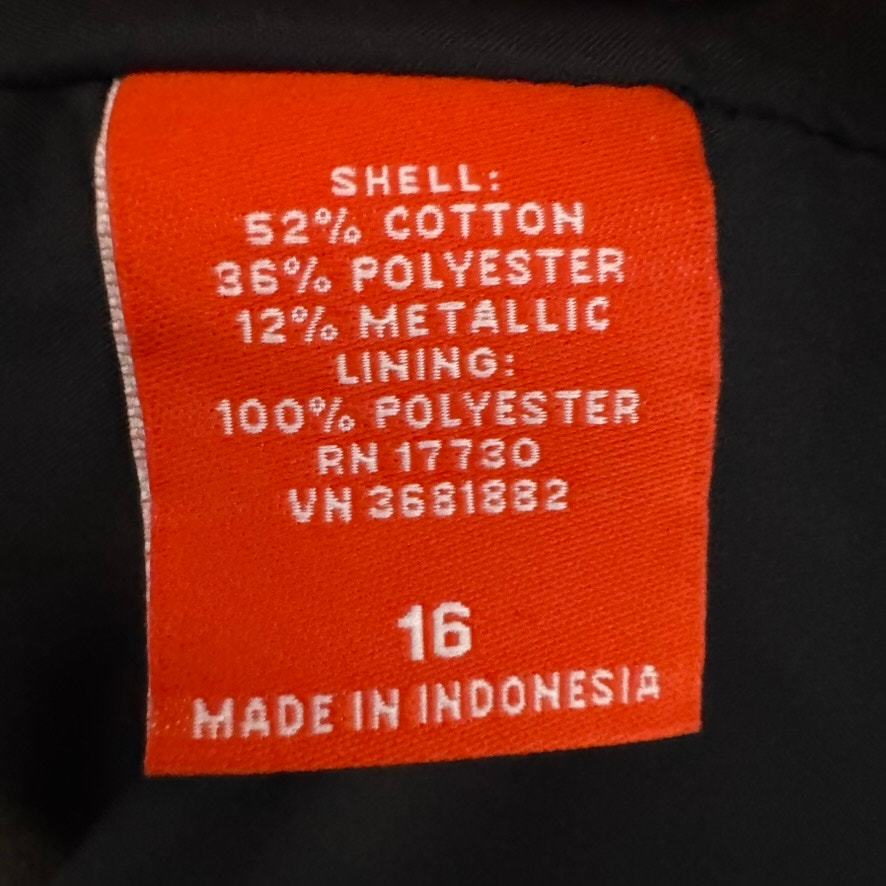 SHELL:
52% COTTON
36% POLYESTER
12% METALLIC
LINING:
100% POLYESTER
RN 17730
VN 3681882
16
MADE IN INDONESIA